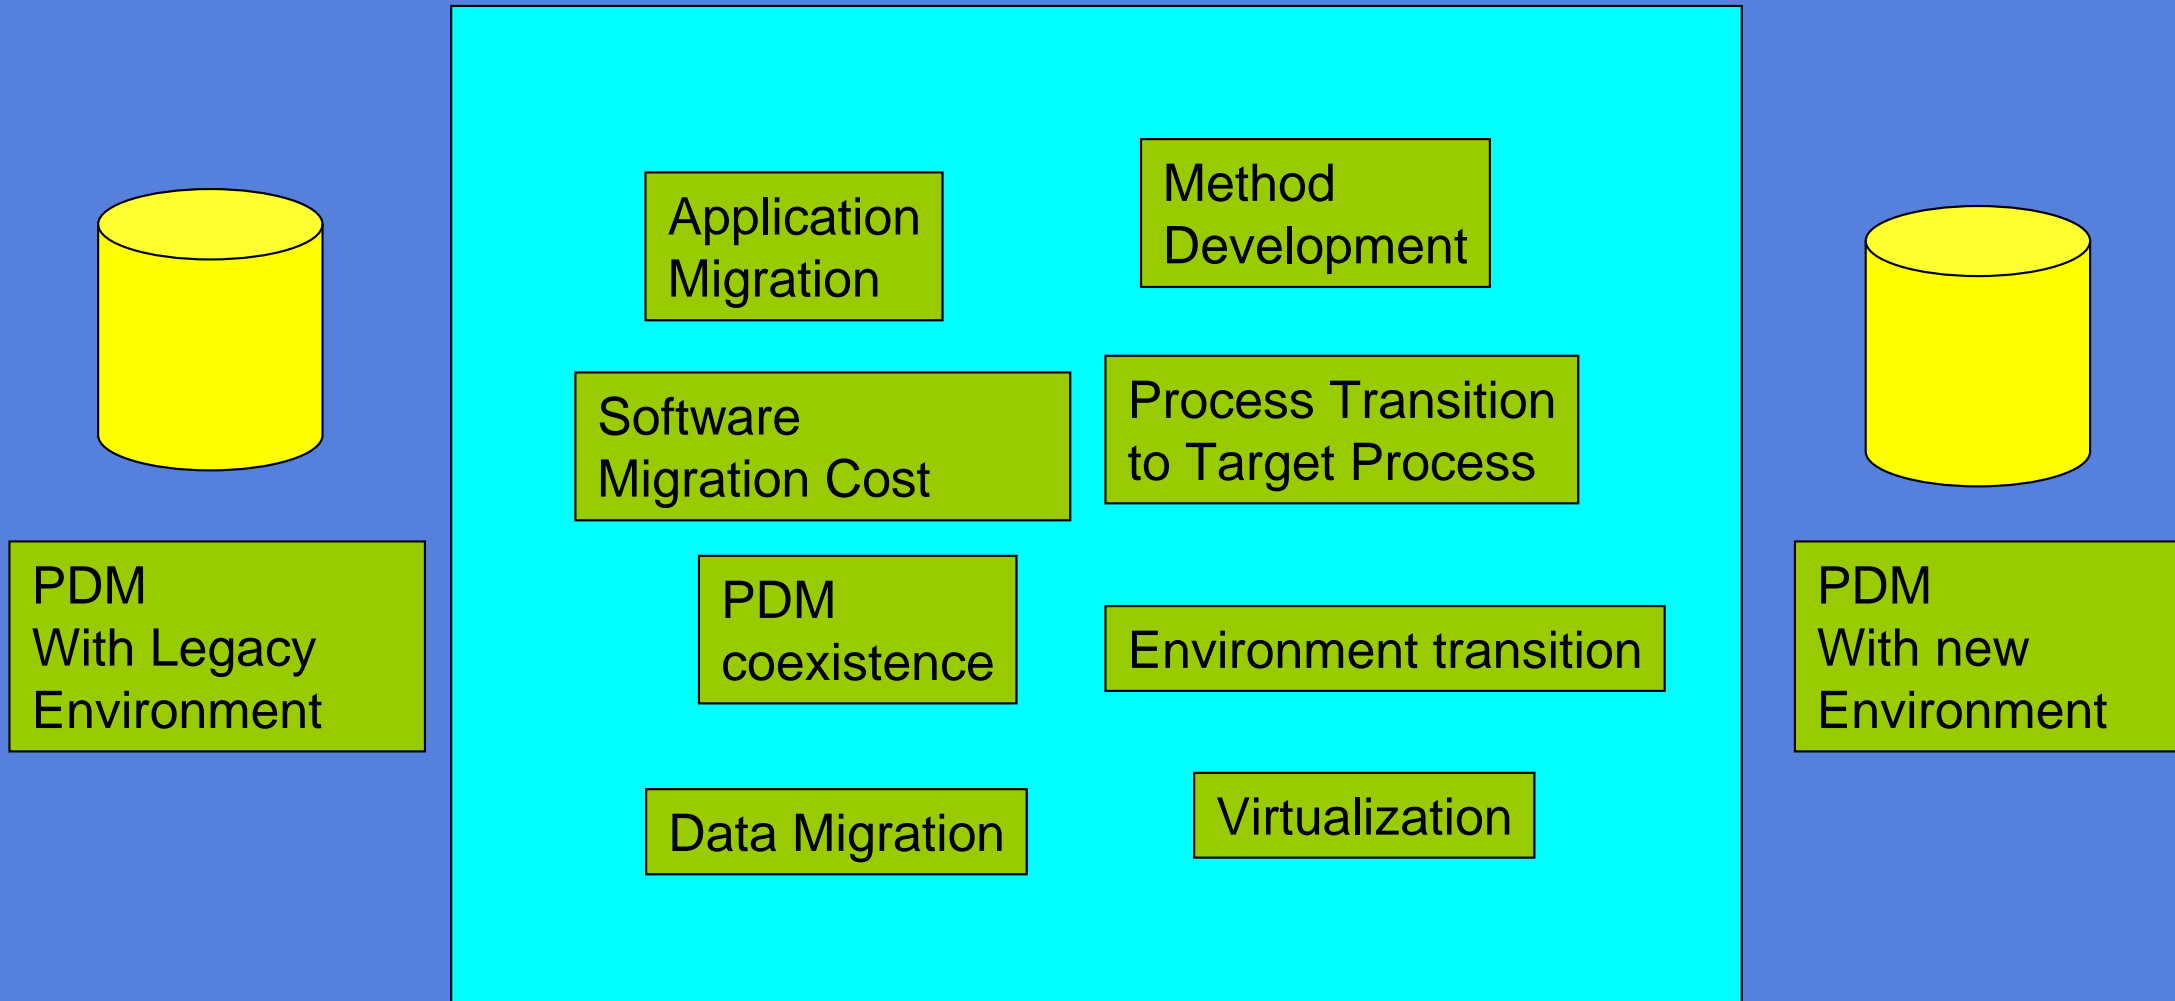 PDM
With Legacy
Environment
Application
Migration
Software
Migration Cost
PDM
coexistence
Data Migration
Method
Development
Process Transition
to Target Process
Environment transition
Virtualization
PDM
With new
Environment